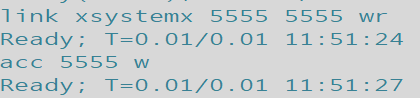 link xsystemx 5555 5555 wr
Ready; T=0.01/0.01 11:51:24
acc 5555 w
Ready; T=0.01/0.01 11:51:27